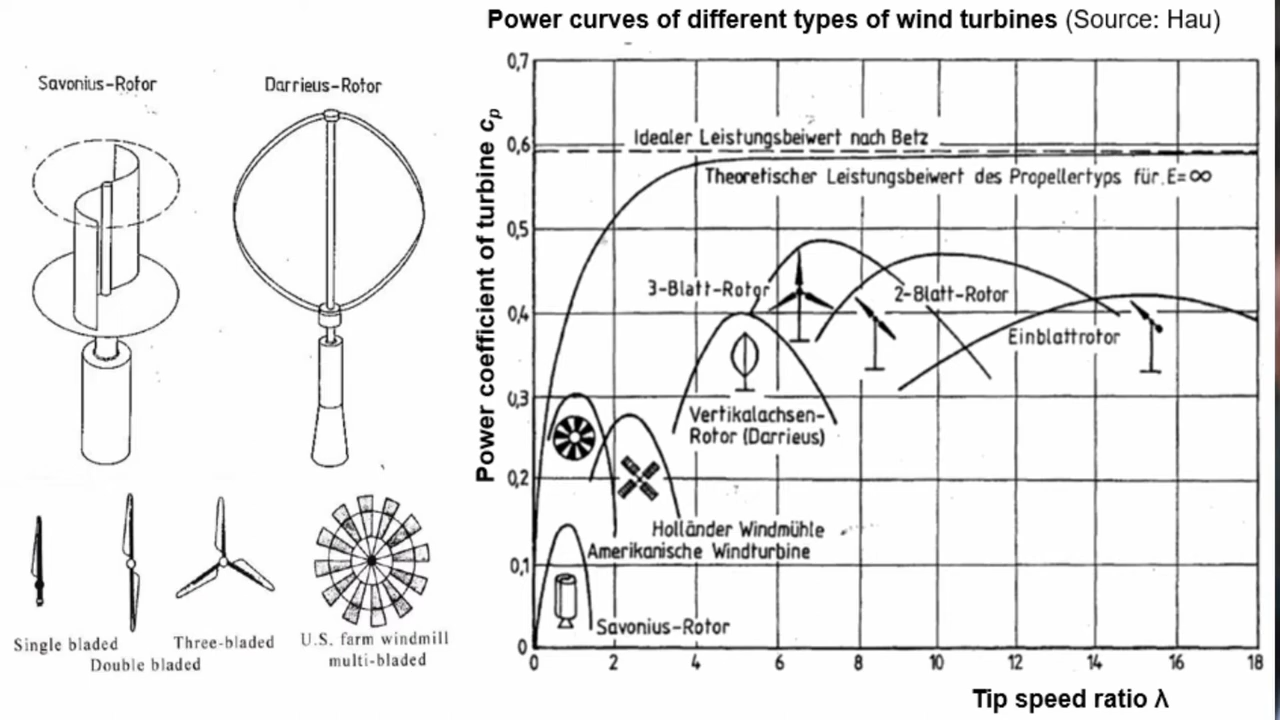 Power curves of different types of wind turbines (Source: Hau)
Savonius-Rotor
Darrieus-Rotor
Single bladed
Double bladed
Three-bladed
U.S. farm windmill
multi-bladed
Power coefficient of turbine cp
0,7
0,6
0,5
0,4
0,3
0,2
0,1
0
Idealer Leistungsbeiwert nach Betz
Theoretischer Leistungsbeiwert des Propellertyps für E=∞
3-Blatt-Rotor
2-Blatt-Rotor
Einblattrotor
Vertikalachsen-
Rotor (Darrieus)
Holländer Windmühle
Amerikanische Windturbine
Savonius-Rotor
0 2 4 6 8 10 12 14 16 18
Tip speed ratio λ